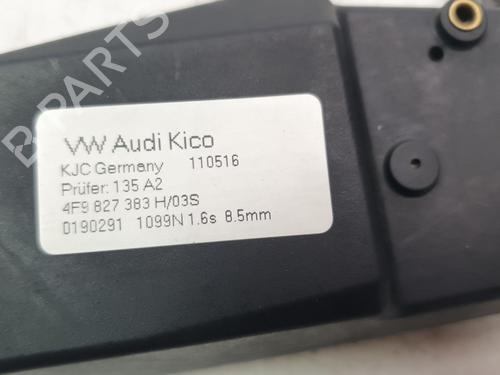 B PARTS
VW Audi Kico
KJC Germany 110516
Prüfer: 135 A2
4F9 827 383 H/03S
0190291 1099N 1.6s 8.5mm